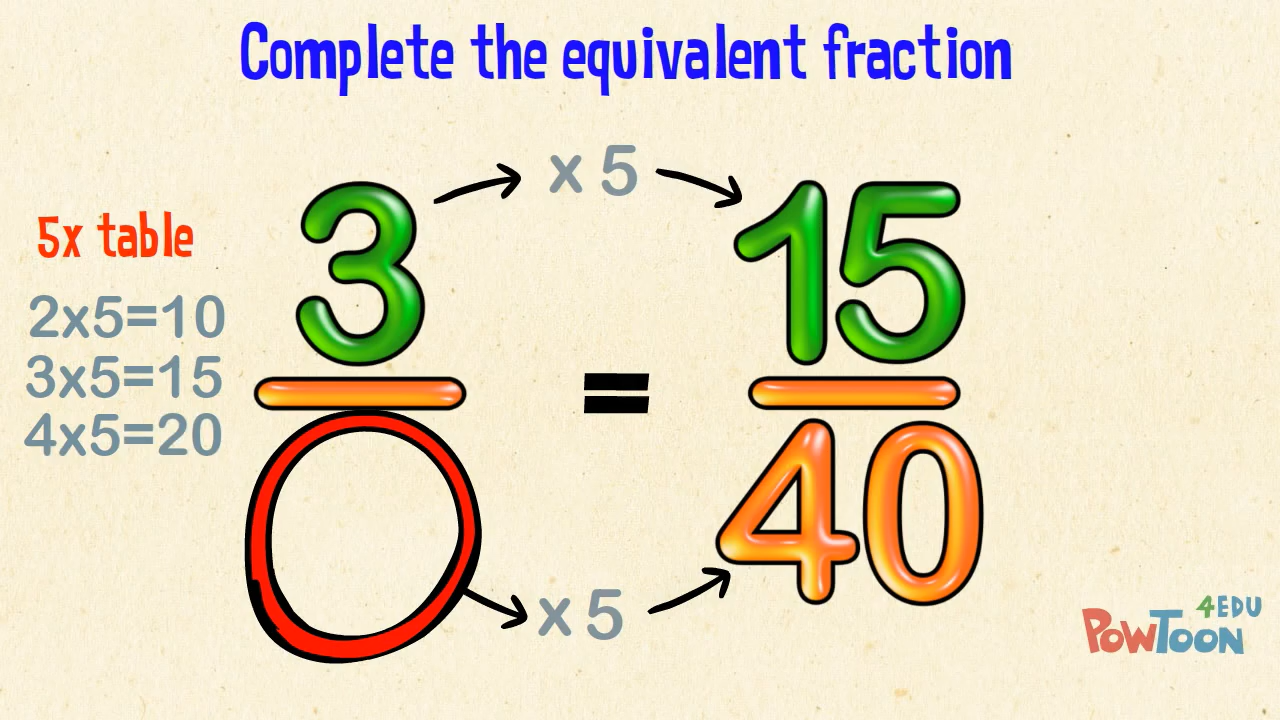 Complete the equivalent fraction
x 5
3
15
5x table
2x5=10
3x5=15
4x5=20
=
40
x 5
4EDU
POWTOON